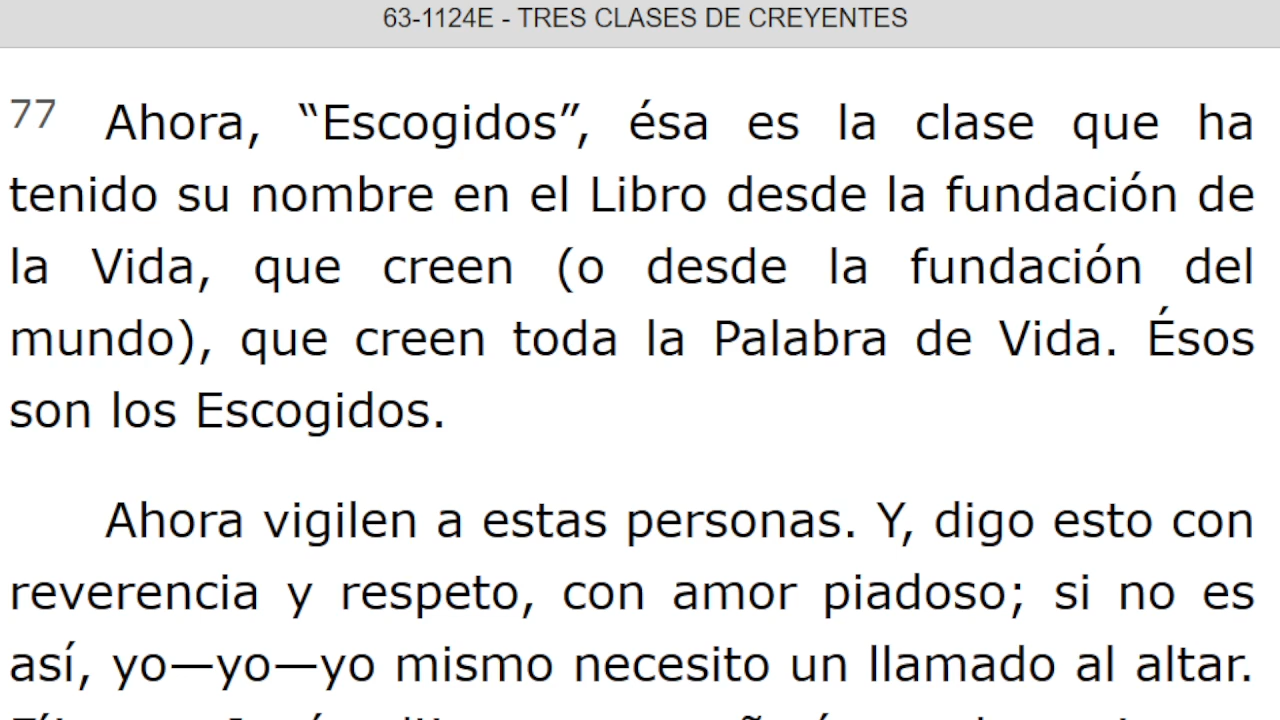 63-1124E - TRES CLASES DE CREYENTES
77 Ahora, “Escogidos”, ésa es la clase que ha
tenido su nombre en el Libro desde la fundación de
la Vida, que creen (o desde la fundación del
mundo), que creen toda la Palabra de Vida. Ésos
son los Escogidos.
Ahora vigilen a estas personas. Y, digo esto con
reverencia y respeto, con amor piadoso; si no es
así, yo—yo—yo mismo necesito un llamado al altar.